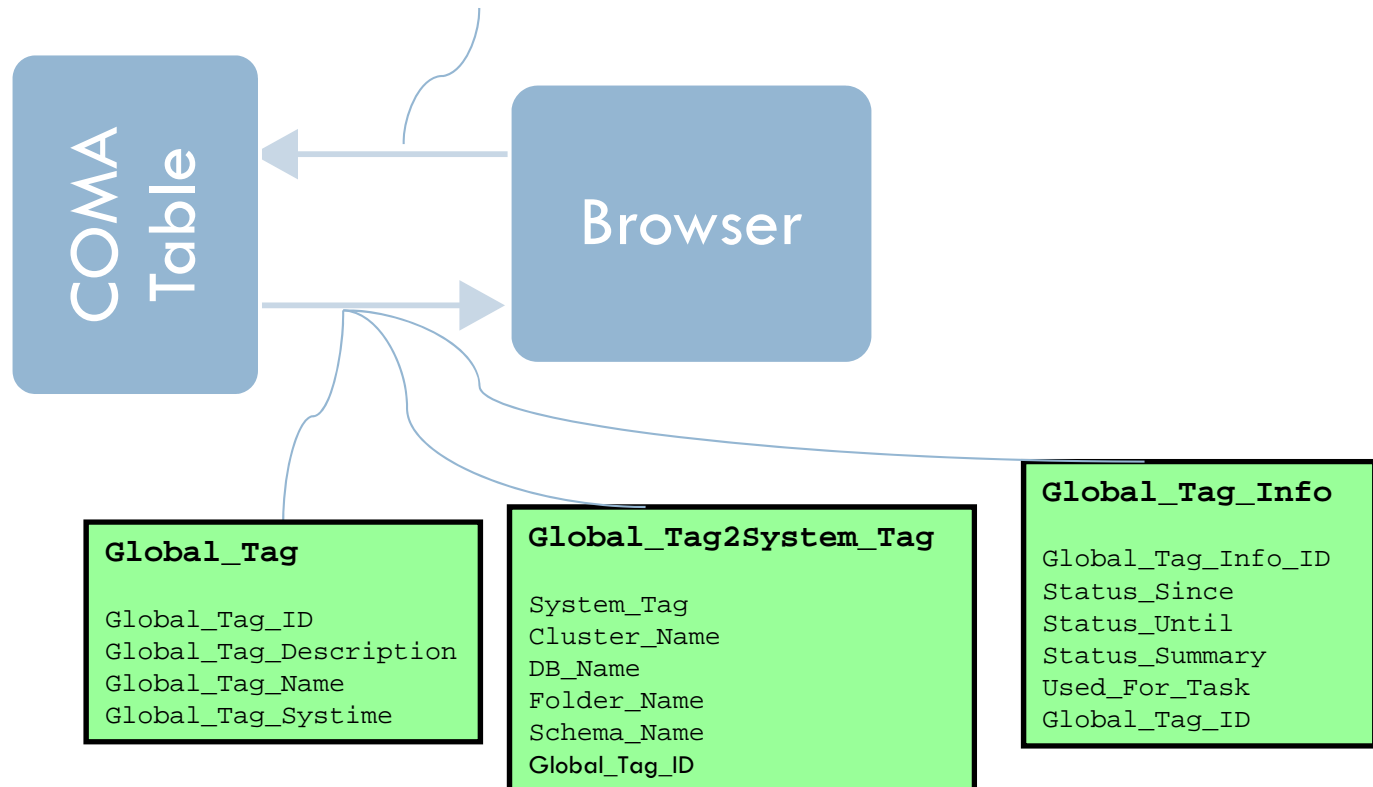 COMA
Table
Browser
Global_Tag
Global_Tag_ID
Global_Tag_Description
Global_Tag_Name
Global_Tag_Systime
Global_Tag2System_Tag
System_Tag
Cluster_Name
DB_Name
Folder_Name
Schema_Name
Global_Tag_ID
Global_Tag_Info
Global_Tag_Info_ID
Status_Since
Status_Until
Status_Summary
Used_For_Task
Global_Tag_ID